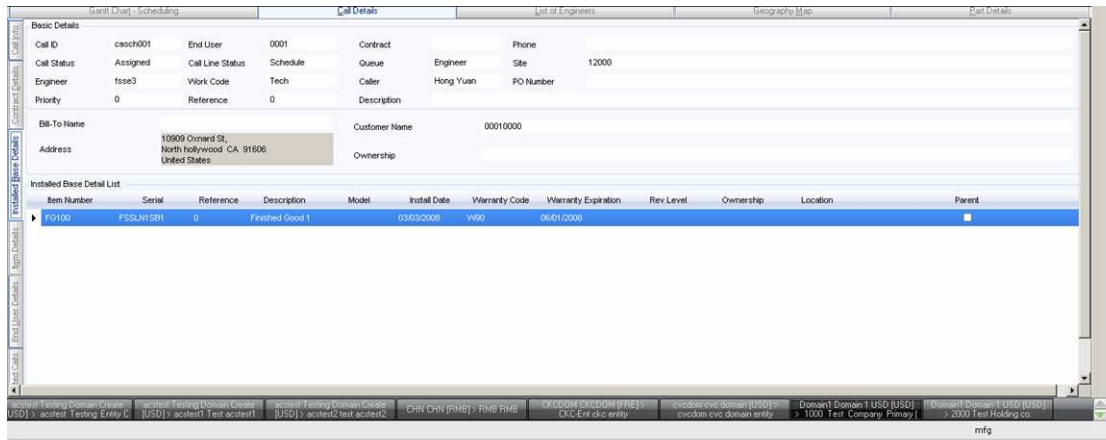 Gantt Chart - Scheduling Call Details List of Engineers Geography Map Part Details
Call Info.
Contract Details
Installed Base Details
Item Details
End User Details
ted Calls
Basic Details
Call ID casch001 End User 0001 Contract Phone
Call Status Assigned Call Line Status Schedule Queue Engineer Site 12000
Engineer fsse3 Work Code Tech Caller Hong Yuan PO Number
Priority 0 Reference 0 Description
Bill-To Name Customer Name 00010000
Address 10909 Oxnard St,
North hollywood CA 91606
United States
Ownership
Installed Base Detail List
Item Number Serial Reference Description Model Install Date Warranty Code Warranty Expiration Rev Level Ownership Location Parent
FG100 FSSLN1SB1 0 Finished Good 1 03/03/2008 W90 06/01/2008
acstest Testing Domain Create
USD] > acstest Testing Entity C
acstest Testing Domain Create
[USD] > acstest1 Test acstest1
acstest Testing Domain Create
[USD] > acstest2 test acstest2
CHN CHN [RMB] > RMB RMB
CKCDOM CKCDOM [FRE] >
CKC-Ent ckc entity
cvcdom cvc domain [USD] >
cvcdom cvc domain entity
Domain1 Domain 1 USD [USD]
> 1000 Test Company Primary (
Domain1 Domain 1 USD [USD]
> 2000 Test Holding co.
mfg